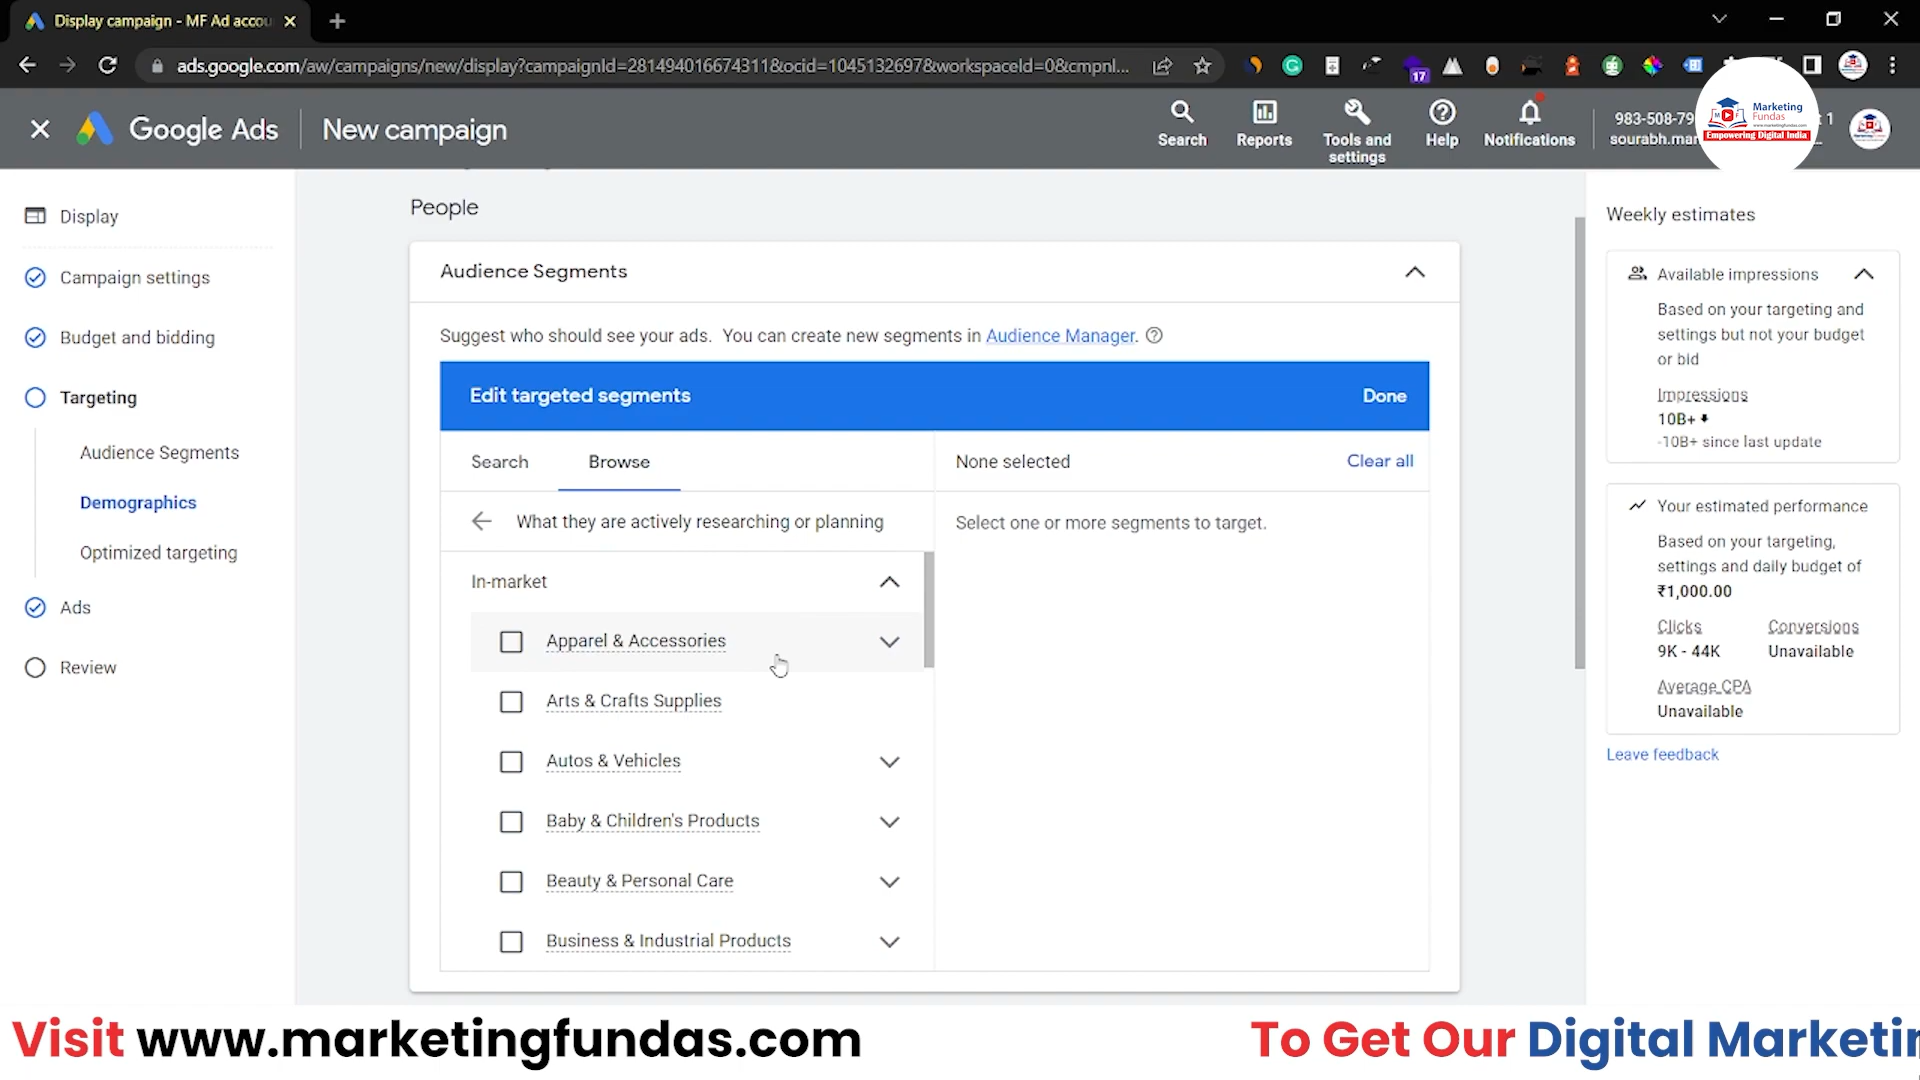 Display campaign - MF Ad accou
ads.google.com/aw/campaigns/new/display?campaignId=281494016674311&ocid=1045132697&workspaceId=0&cmpnl...
17
Google Ads
New campaign
Search
Reports
Tools and settings
Help
Notifications
983-508-79
1
sourabh.mar
Marketing
Fundas
www.marketingfundas.com
Empowering Digital India
Display
Campaign settings
Budget and bidding
Targeting
Audience Segments
Demographics
Optimized targeting
Ads
Review
People
Audience Segments
Suggest who should see your ads. You can create new segments in Audience Manager.
Edit targeted segments
Done
Search
Browse
None selected
Clear all
What they are actively researching or planning
Select one or more segments to target.
In-market
Apparel & Accessories
Arts & Crafts Supplies
Autos & Vehicles
Baby & Children's Products
Beauty & Personal Care
Business & Industrial Products
Weekly estimates
Available impressions
Based on your targeting and
settings but not your budget
or bid
Impressions
10B+
-10B+ since last update
Your estimated performance
Based on your targeting,
settings and daily budget of
₹1,000.00
Clicks
Conversions
9K - 44K
Unavailable
Average CPA
Unavailable
Leave feedback
Visit www.marketingfundas.com
To Get Our Digital Marketin